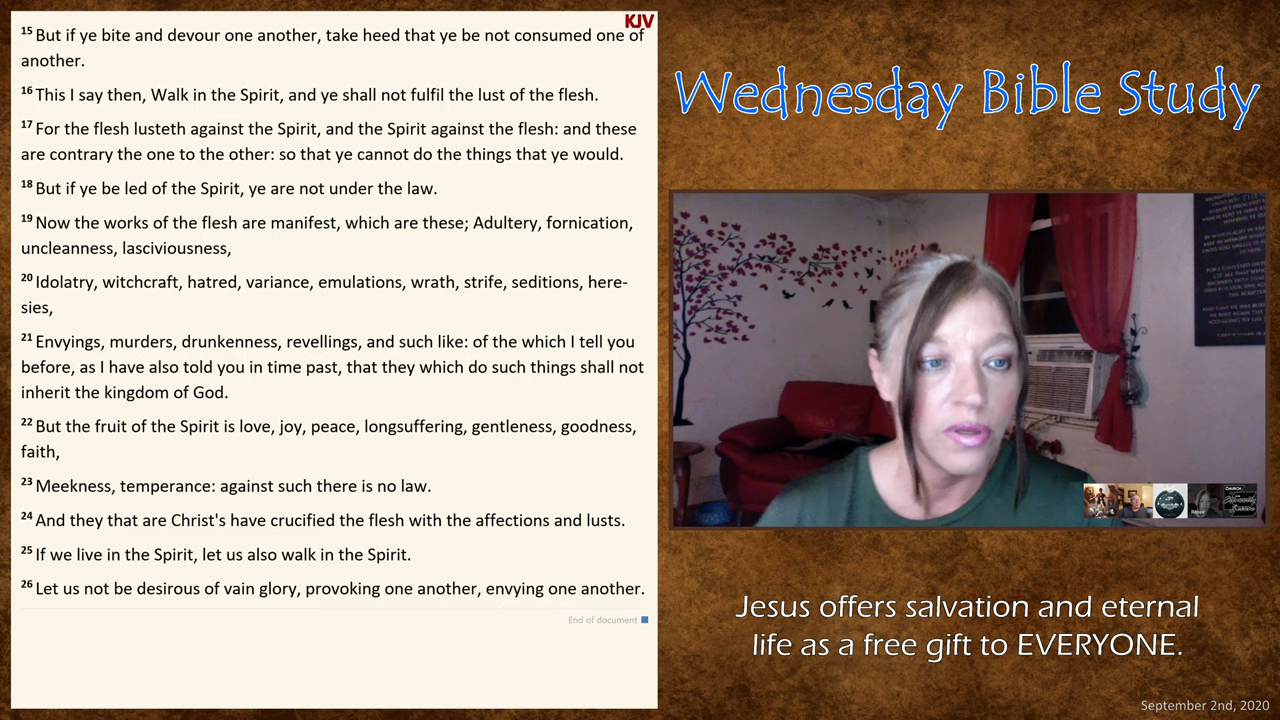 KJV
15 But if ye bite and devour one another, take heed that ye be not consumed one of
another.
16 This I say then, Walk in the Spirit, and ye shall not fulfil the lust of the flesh.
17 For the flesh lusteth against the Spirit, and the Spirit against the flesh: and these
are contrary the one to the other: so that ye cannot do the things that ye would.
18 But if ye be led of the Spirit, ye are not under the law.
19 Now the works of the flesh are manifest, which are these; Adultery, fornication,
uncleanness, lasciviousness,
20 Idolatry, witchcraft, hatred, variance, emulations, wrath, strife, seditions, here-
sies,
21 Envyings, murders, drunkenness, revellings, and such like: of the which I tell you
before, as I have also told you in time past, that they which do such things shall not
inherit the kingdom of God.
22 But the fruit of the Spirit is love, joy, peace, longsuffering, gentleness, goodness,
faith,
23 Meekness, temperance: against such there is no law.
24 And they that are Christ's have crucified the flesh with the affections and lusts.
25 If we live in the Spirit, let us also walk in the Spirit.
26 Let us not be desirous of vain glory, provoking one another, envying one another.
End of document
Wednesday Bible Study
CHURCH
Jesus offers salvation and eternal
life as a free gift to EVERYONE.
September 2nd, 2020